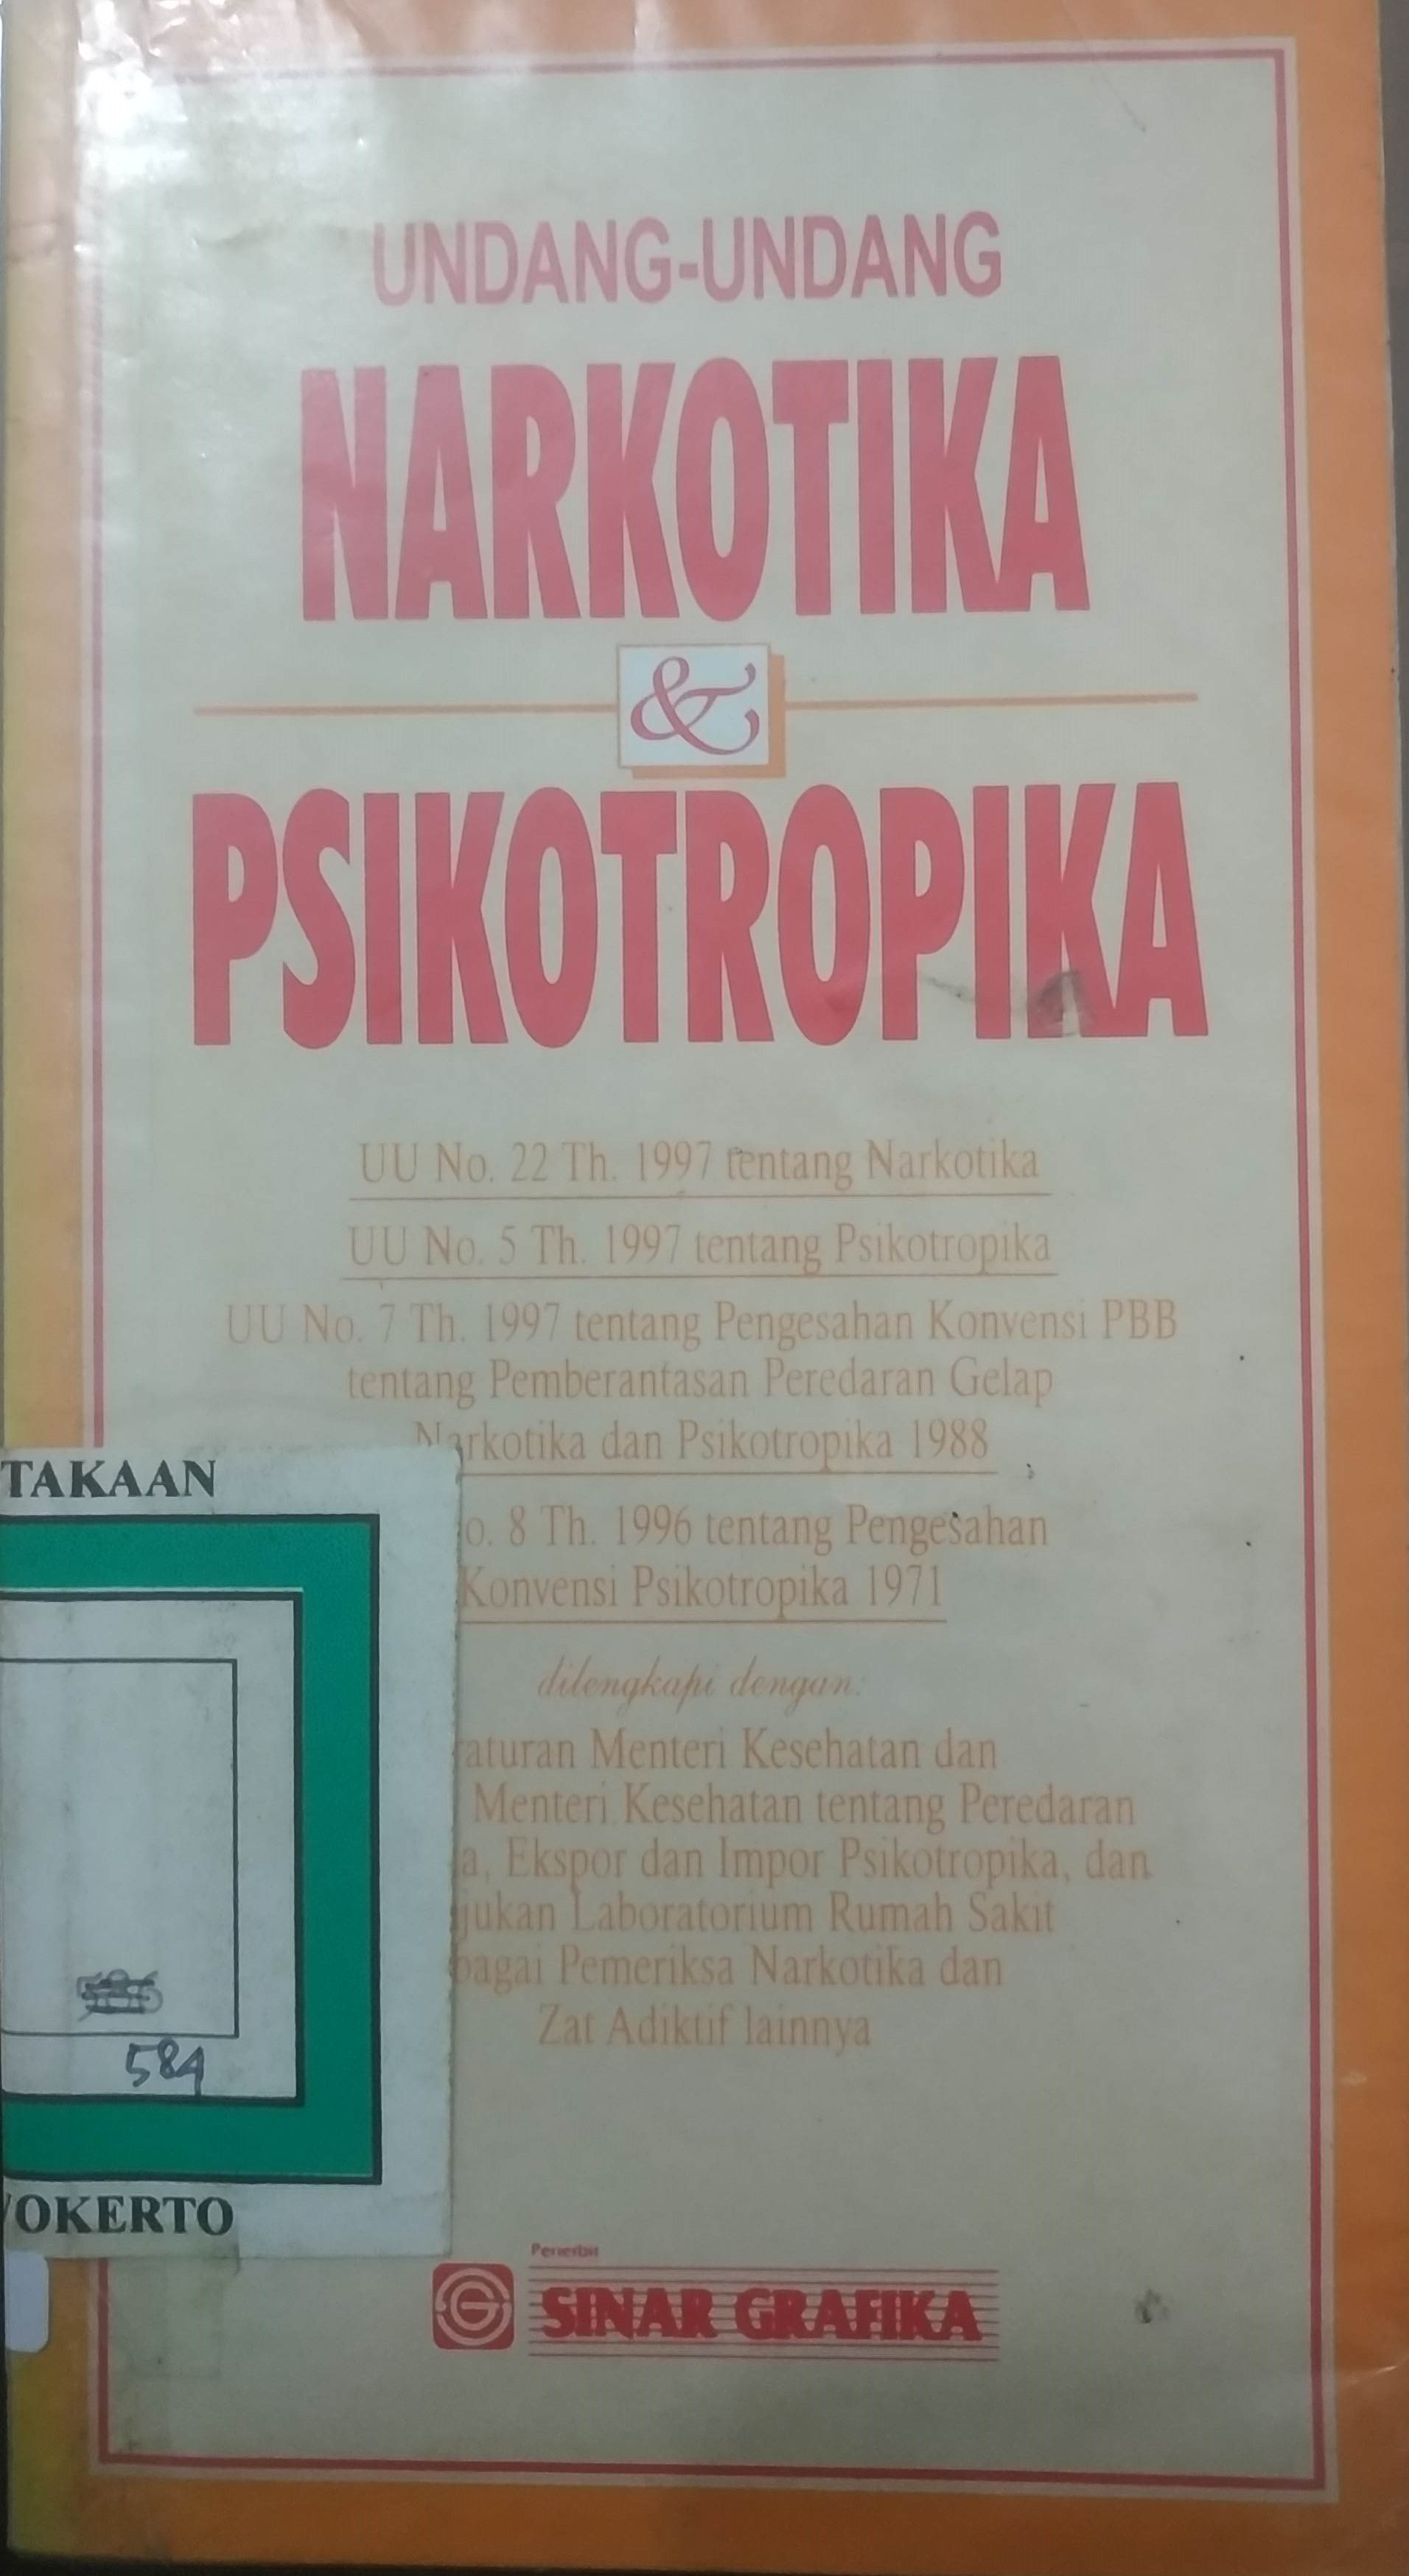 UNDANG-UNDANG
NARKOTIKA
&
PSIKOTROPIKA
UU No. 22 Th. 1997 tentang Narkotika
UU No. 5 Th. 1997 tentang Psikotropika
UU No. 7 Th. 1997 tentang Pengesahan Konvensi PBB
tentang Pemberantasan Peredaran Gelap
Narkotika dan Psikotropika 1988
o. 8 Th. 1996 tentang Pengesahan
Konvensi Psikotropika 1971
dilengkapi dengan:
aturan Menteri Kesehatan dan
Menteri Kesehatan tentang Peredaran
a, Ekspor dan Impor Psikotropika, dan
jukan Laboratorium Rumah Sakit
bagai Pemeriksa Narkotika dan
Zat Adiktif lainnya
TAKAAN
584
OKERTO
Penerbit
G
SINAR GRAFIKA